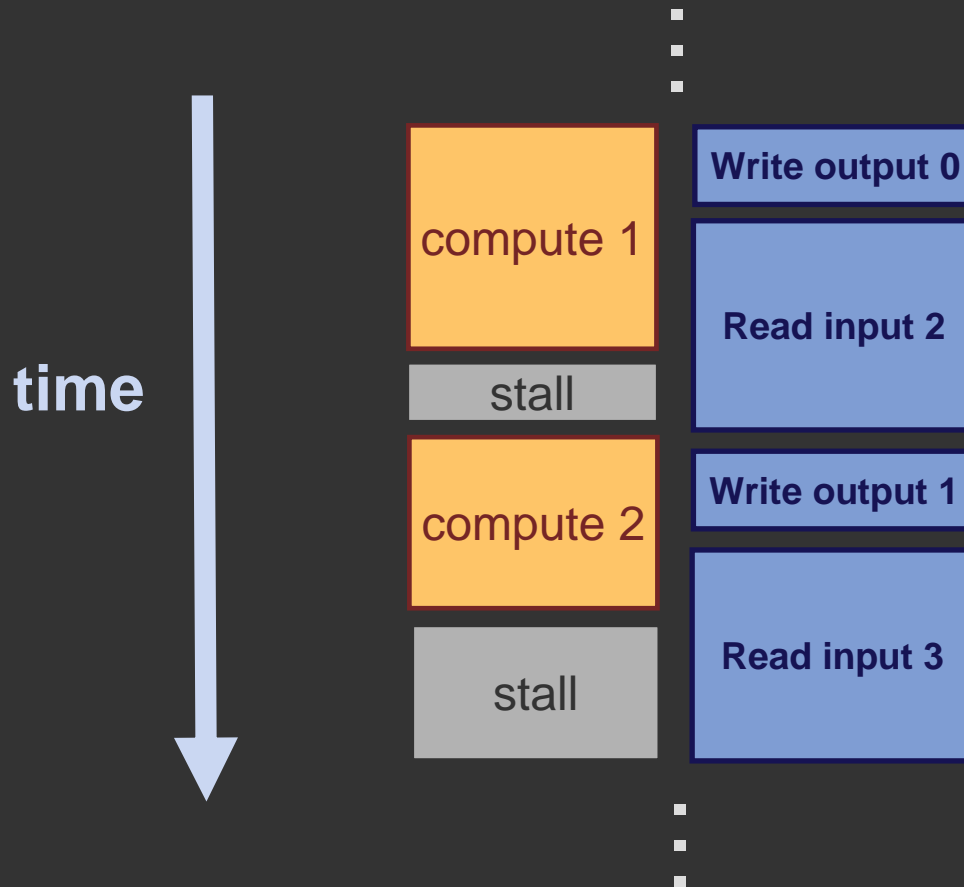 time
compute 1
stall
compute 2
stall
Write output 0
Read input 2
Write output 1
Read input 3